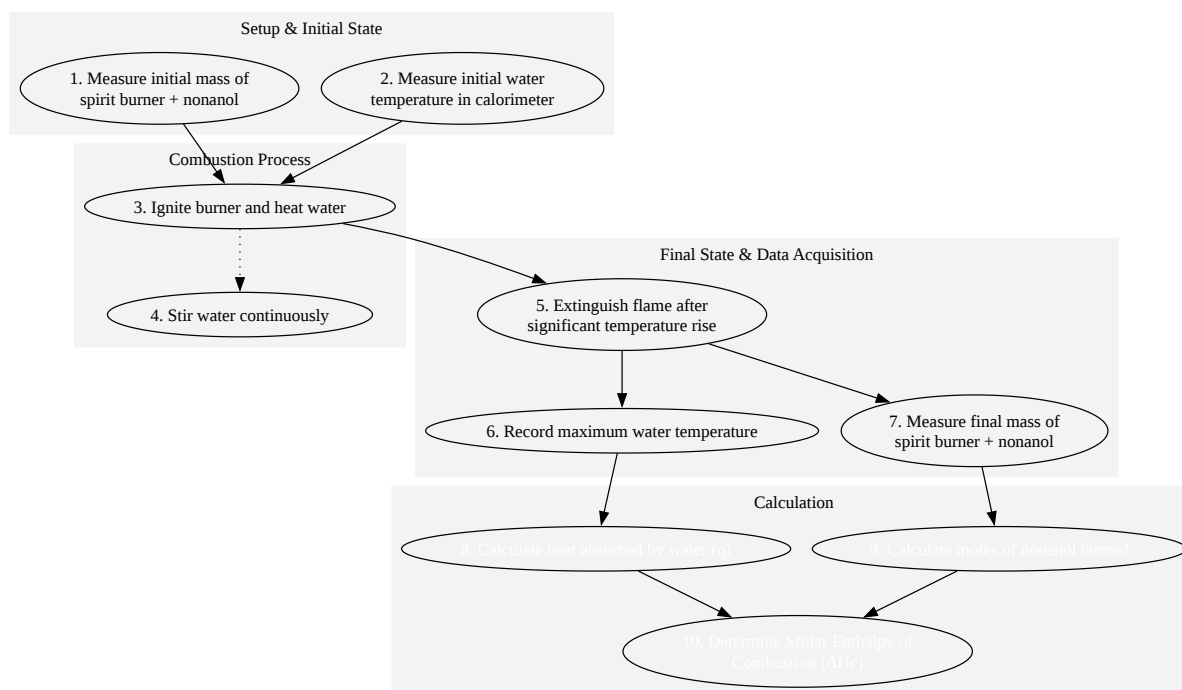 Setup & Initial State
1. Measure initial mass of
spirit burner + nonanol
2. Measure initial water
temperature in calorimeter
Combustion Process
3. Ignite burner and heat water
4. Stir water continuously
Final State & Data Acquisition
5. Extinguish flame after
significant temperature rise
6. Record maximum water temperature
7. Measure final mass of
spirit burner + nonanol
Calculation
8. Calculate heat absorbed by water (q)
9. Calculate moles of nonanol burned
10. Determine Molar Enthalpy of
Combustion (ΔHc)